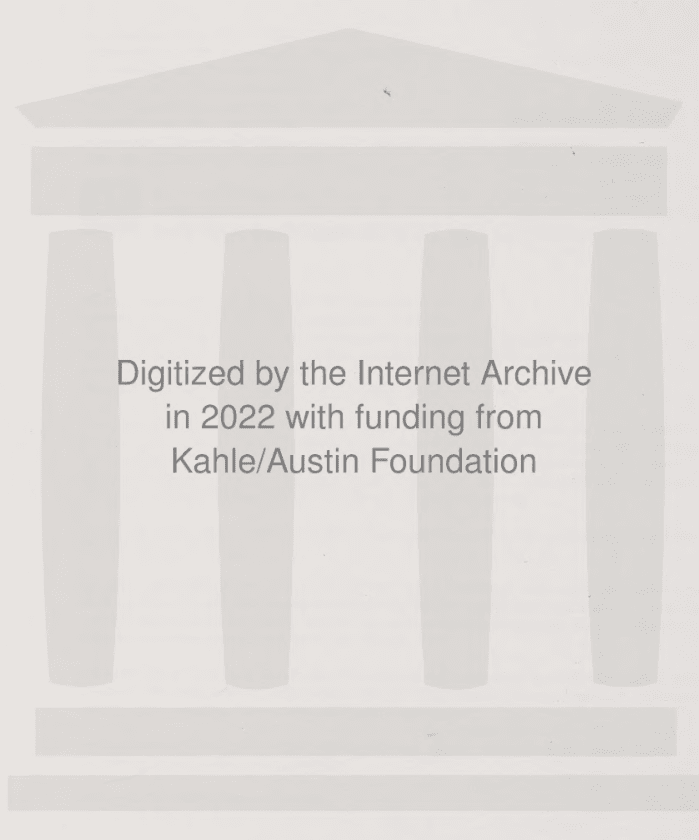 Digitized by the Internet Archive
in 2022 with funding from
Kahle/Austin Foundation